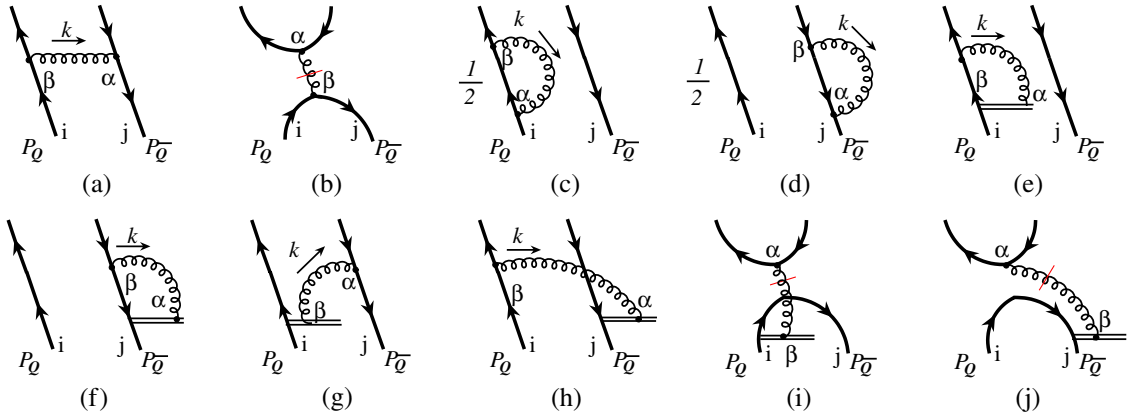 k
β α
i j
P_Q P_Q̅
(a)
α
β
i j
P_Q P_Q̅
(b)
k
β
1/2
α
i j
P_Q P_Q̅
(c)
k
β
1/2
α
i j
P_Q P_Q̅
(d)
k
β α
i j
P_Q P_Q̅
(e)
k
β
α
i j
P_Q P_Q̅
(f)
k
α
β
i j
P_Q P_Q̅
(g)
k
β α
i j
P_Q P_Q̅
(h)
α
i β j
P_Q P_Q̅
(i)
α
β
i j
P_Q P_Q̅
(j)